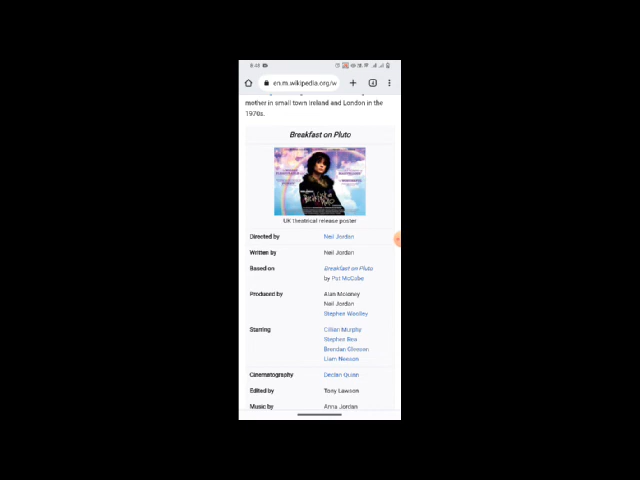 8:48
en.m.wikipedia.org/w
mother in small town Ireland and London in the
1970s.
Breakfast on Pluto
UK theatrical release poster
Directed by Neil Jordan
Written by Neil Jordan
Based on Breakfast on Pluto
by Pat McCabe
Produced by Alan Moloney
Neil Jordan
Stephen Woolley
Starring Cillian Murphy
Stephen Rea
Brendan Gleeson
Liam Neeson
Cinematography Declan Quinn
Edited by Tony Lawson
Music by Anna Jordan